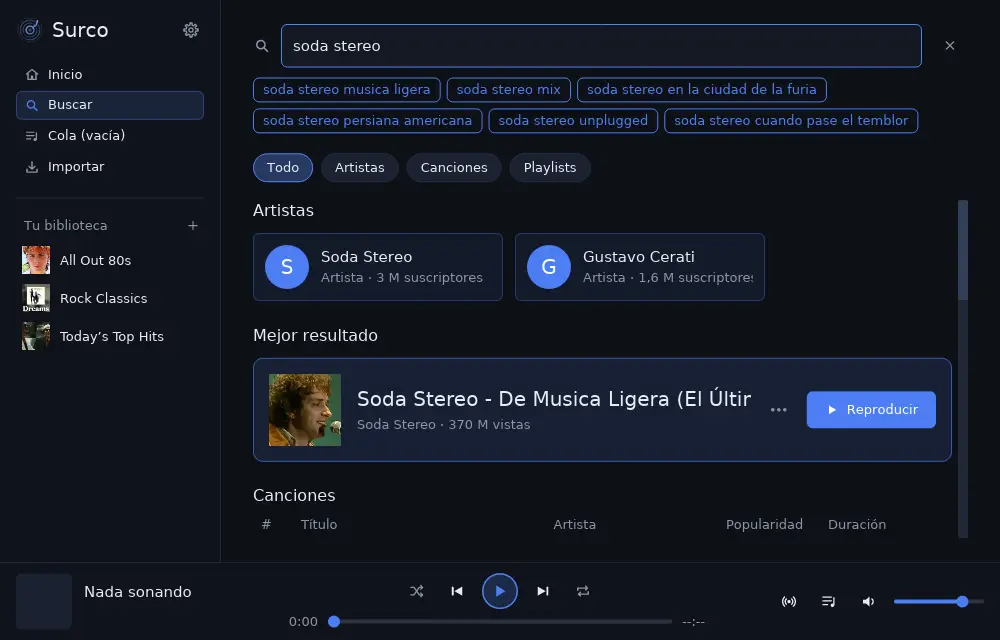 Surco
Inicio
Buscar
Cola (vacía)
Importar
Tu biblioteca
+
All Out 80s
Dreams
Rock Classics
Today’s Top Hits
soda stereo
soda stereo musica ligera
soda stereo mix
soda stereo en la ciudad de la furia
soda stereo persiana americana
soda stereo unplugged
soda stereo cuando pase el temblor
Todo
Artistas
Canciones
Playlists
Artistas
S
Soda Stereo
Artista · 3 M suscriptores
G
Gustavo Cerati
Artista · 1,6 M suscriptores
Mejor resultado
Soda Stereo - De Musica Ligera (El Últir
Soda Stereo · 370 M vistas
Reproducir
Canciones
# Título Artista Popularidad Duración
Nada sonando
0:00
--:--